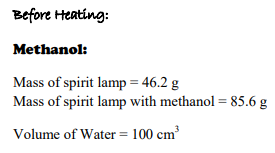 Before Heating:
Methanol:
Mass of spirit lamp = 46.2 g
Mass of spirit lamp with methanol = 85.6 g
Volume of Water = 100 cm³